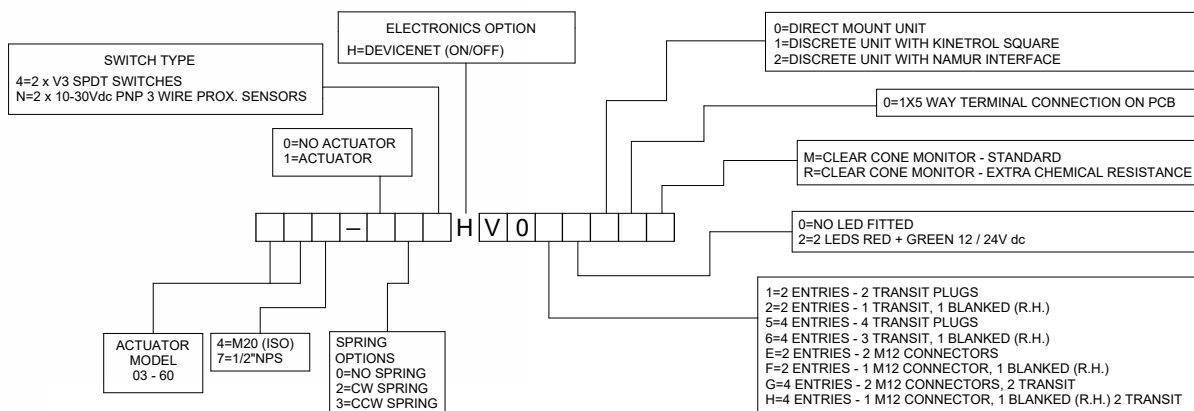 ELECTRONICS OPTION
H=DEVICENET (ON/OFF)
SWITCH TYPE
4=2 x V3 SPDT SWITCHES
N=2 x 10-30Vdc PNP 3 WIRE PROX. SENSORS
0=DIRECT MOUNT UNIT
1=DISCRETE UNIT WITH KINETROL SQUARE
2=DISCRETE UNIT WITH NAMUR INTERFACE
0=1X5 WAY TERMINAL CONNECTION ON PCB
0=NO ACTUATOR
1=ACTUATOR
M=CLEAR CONE MONITOR - STANDARD
R=CLEAR CONE MONITOR - EXTRA CHEMICAL RESISTANCE
– H V 0
0=NO LED FITTED
2=2 LEDS RED + GREEN 12 / 24V dc
ACTUATOR
MODEL
03 - 60
4=M20 (ISO)
7=1/2"NPS
SPRING
OPTIONS
0=NO SPRING
2=CW SPRING
3=CCW SPRING
1=2 ENTRIES - 2 TRANSIT PLUGS
2=2 ENTRIES - 1 TRANSIT, 1 BLANKED (R.H.)
5=4 ENTRIES - 4 TRANSIT PLUGS
6=4 ENTRIES - 3 TRANSIT, 1 BLANKED (R.H.)
E=2 ENTRIES - 2 M12 CONNECTORS
F=2 ENTRIES - 1 M12 CONNECTOR, 1 BLANKED (R.H.)
G=4 ENTRIES - 2 M12 CONNECTORS, 2 TRANSIT
H=4 ENTRIES - 1 M12 CONNECTOR, 1 BLANKED (R.H.) 2 TRANSIT